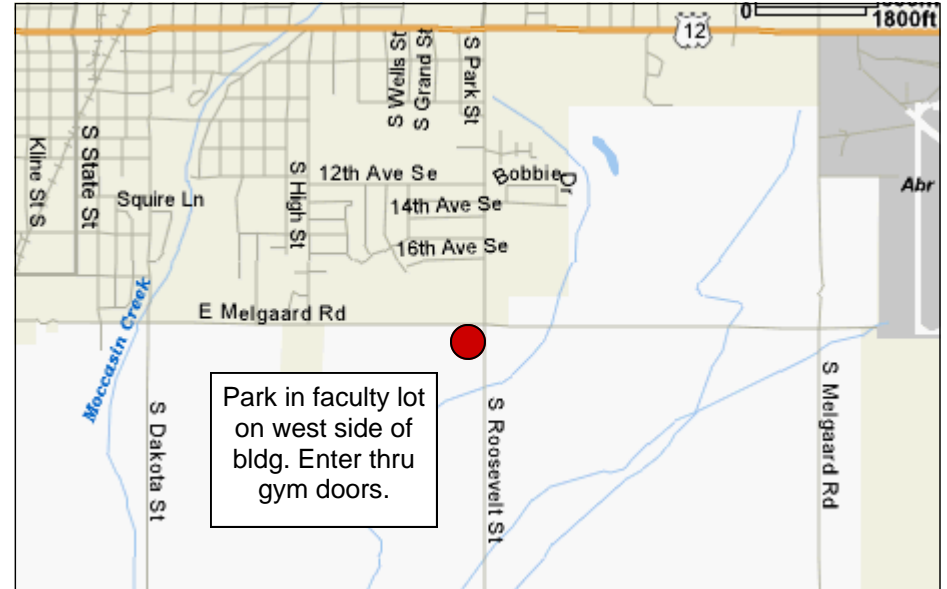 0
1800ft
12
S Wells St
S Grand St
S Park St
Kline St S
S State St
Squire Ln
S High St
12th Ave Se
Bobbie Dr
14th Ave Se
16th Ave Se
Abr
E Melgaard Rd
Moccasin Creek
Park in faculty lot
on west side of
bldg. Enter thru
gym doors.
S Dakota St
S Roosevelt St
S Melgaard Rd